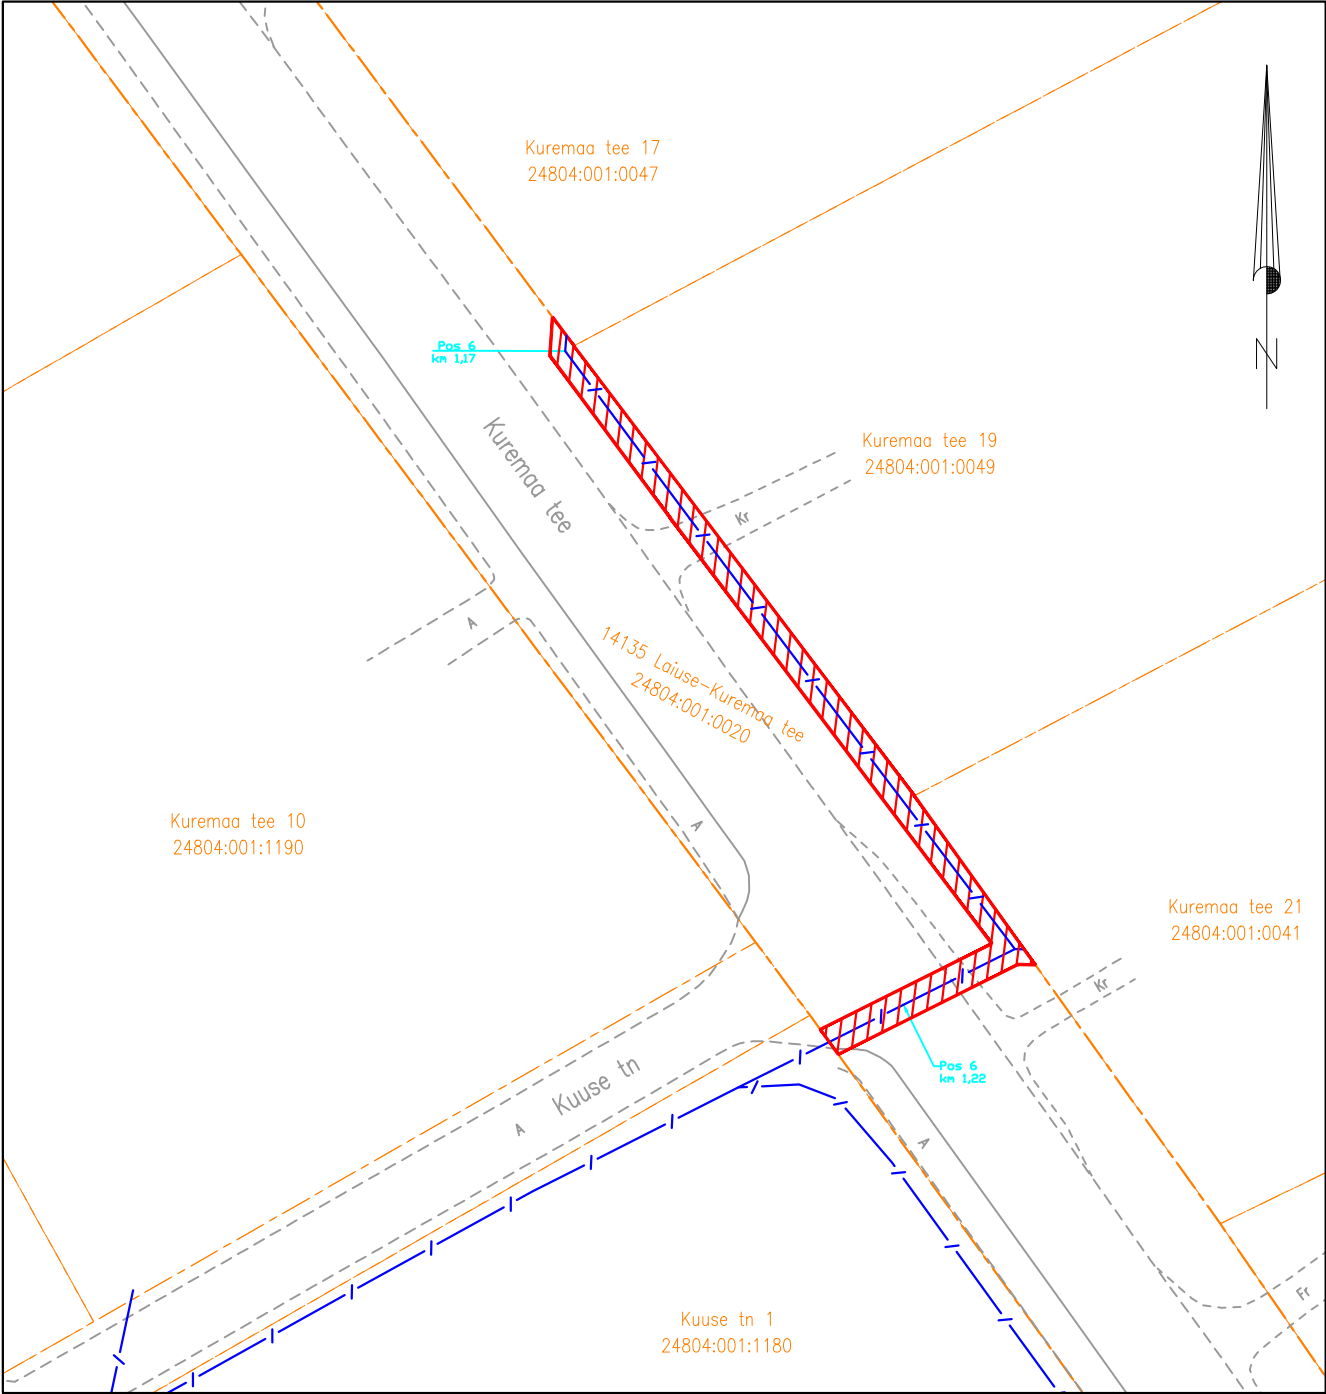 Kuremaa tee 17
24804:001:0047
Pos 6
km 1,17
N
Kuremaa tee
Kuremaa tee 19
24804:001:0049
Kr
A
14135 Laiuse-Kuremaa tee
24804:001:0020
Kuremaa tee 10
24804:001:1190
A
Kuremaa tee 21
24804:001:0041
Kr
Pos 6
km 1,22
Kuuse tn
A
A
Kuuse tn 1
24804:001:1180
Fr